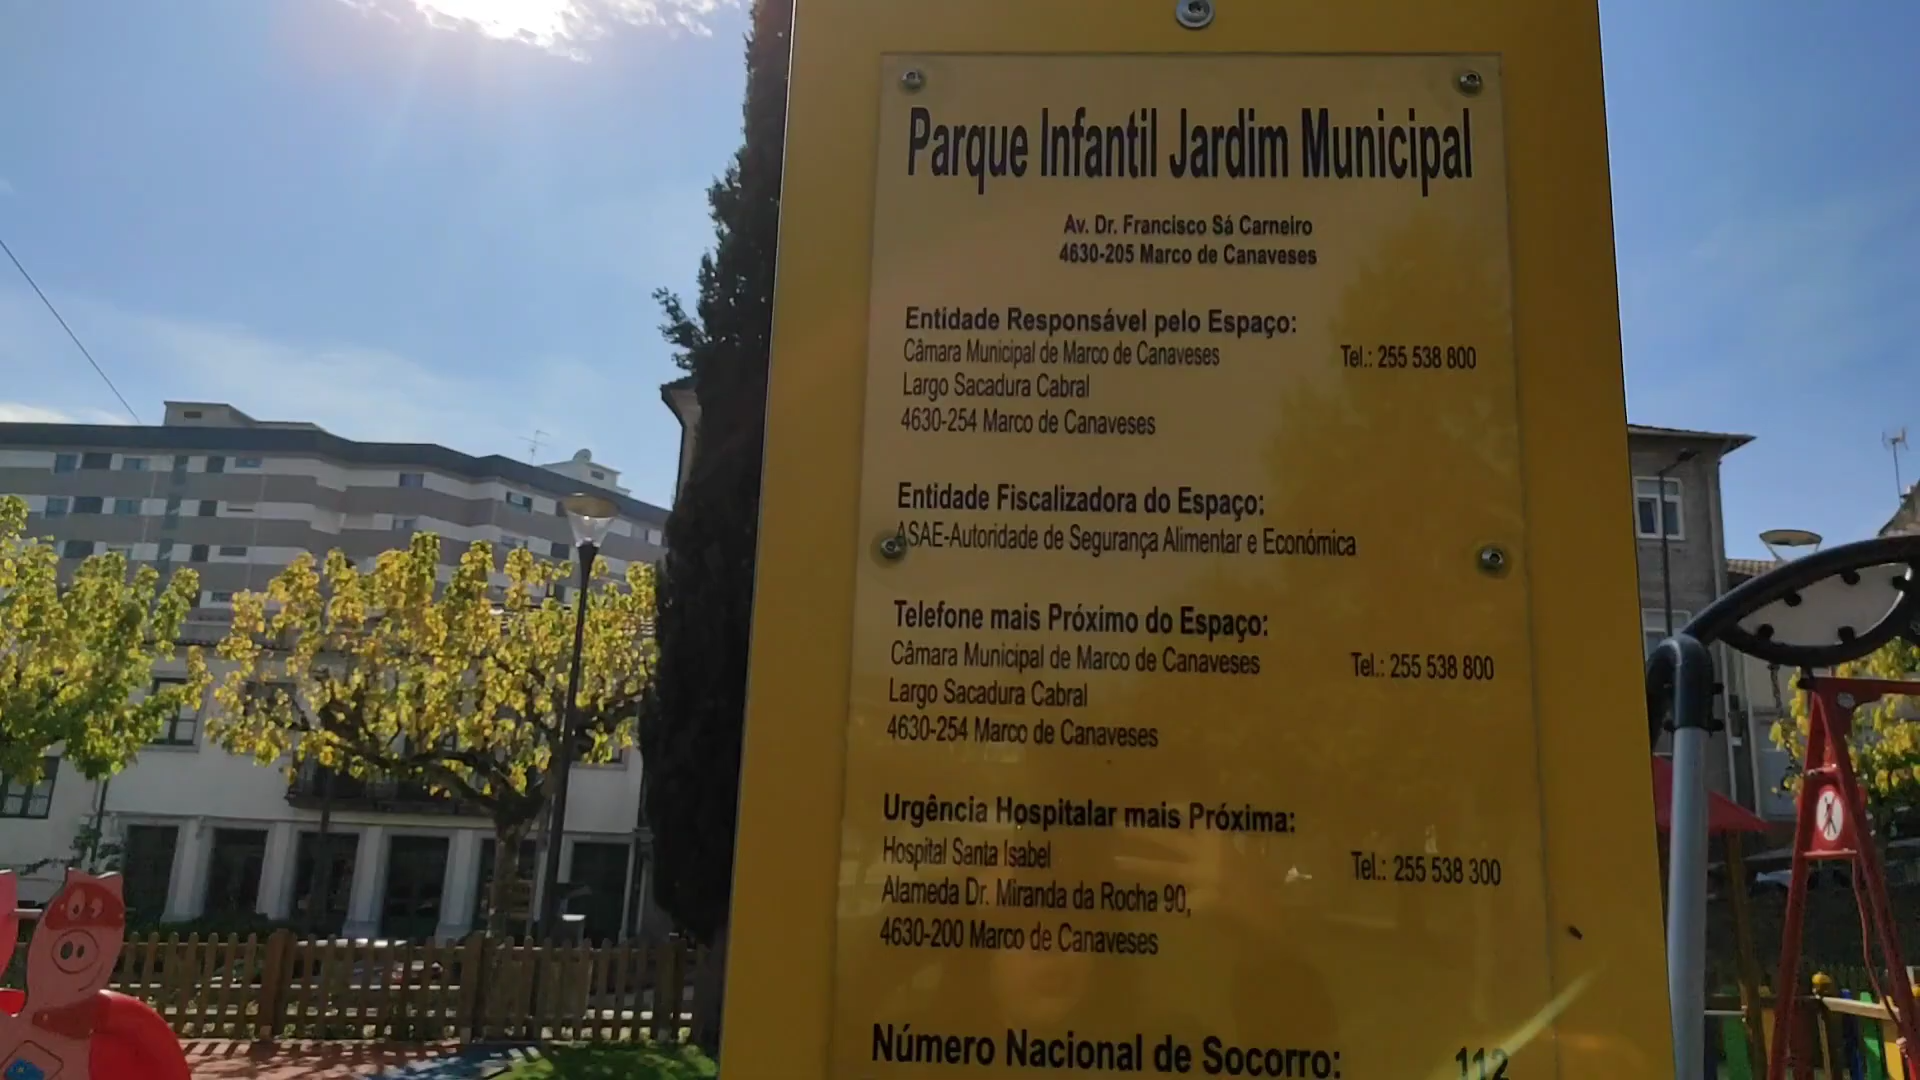 Parque Infantil Jardim Municipal
Av. Dr. Francisco Sá Carneiro
4630-205 Marco de Canaveses
Entidade Responsável pelo Espaço:
Câmara Municipal de Marco de Canaveses Tel.: 255 538 800
Largo Sacadura Cabral
4630-254 Marco de Canaveses
Entidade Fiscalizadora do Espaço:
ASAE-Autoridade de Segurança Alimentar e Económica
Telefone mais Próximo do Espaço:
Câmara Municipal de Marco de Canaveses Tel.: 255 538 800
Largo Sacadura Cabral
4630-254 Marco de Canaveses
Urgência Hospitalar mais Próxima:
Hospital Santa Isabel Tel.: 255 538 300
Alameda Dr. Miranda da Rocha 90,
4630-200 Marco de Canaveses
Número Nacional de Socorro: 112